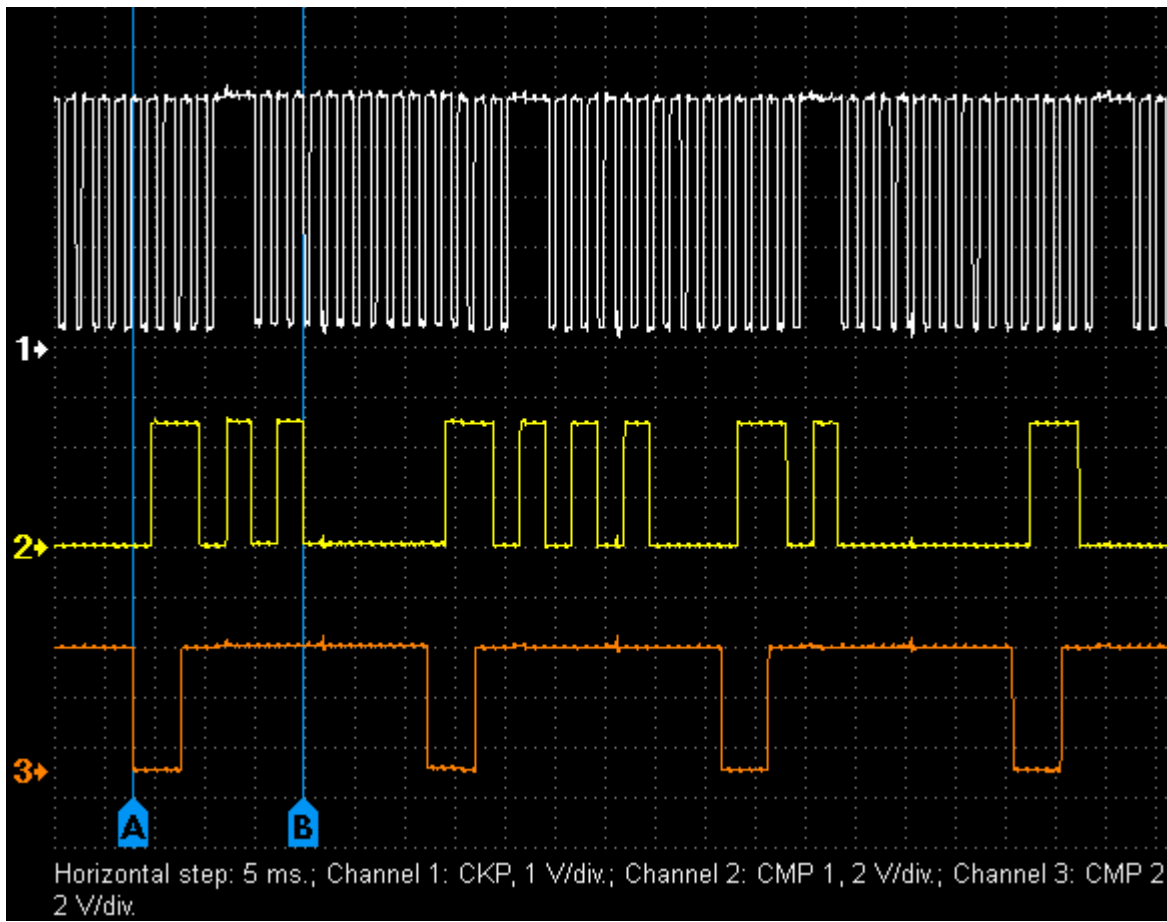 1
2
3
A B
Horizontal step: 5 ms.; Channel 1: CKP, 1 V/div.; Channel 2: CMP 1, 2 V/div.; Channel 3: CMP 2
2 V/div.